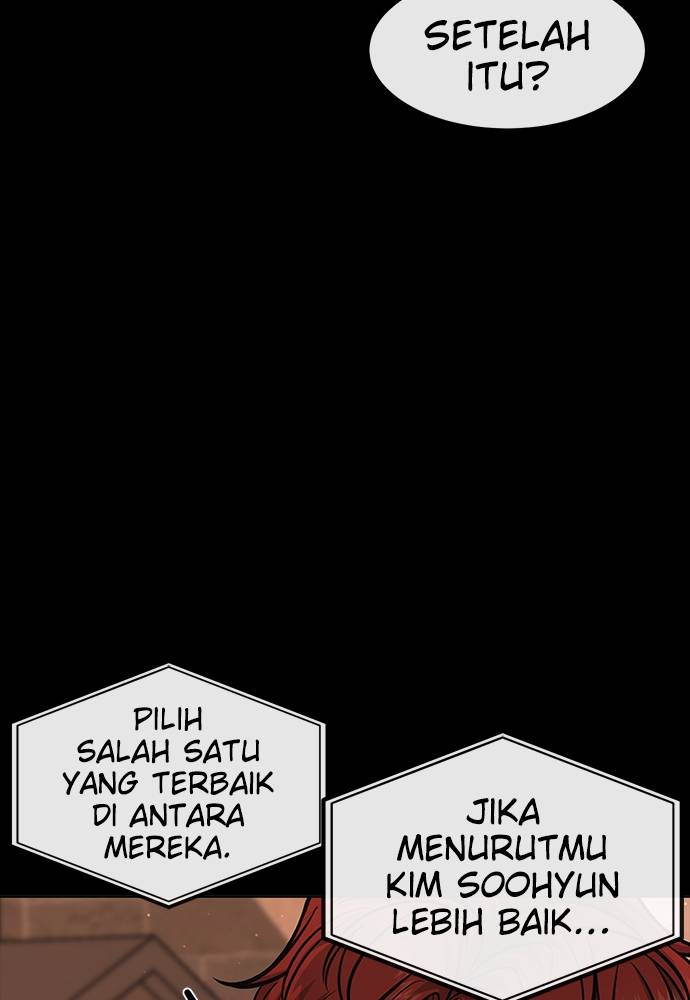 SETELAH
ITU?
PILIH
SALAH SATU
YANG TERBAIK
DI ANTARA
MEREKA.
JIKA
MENURUTMU
KIM SOOHYUN
LEBIH BAIK...